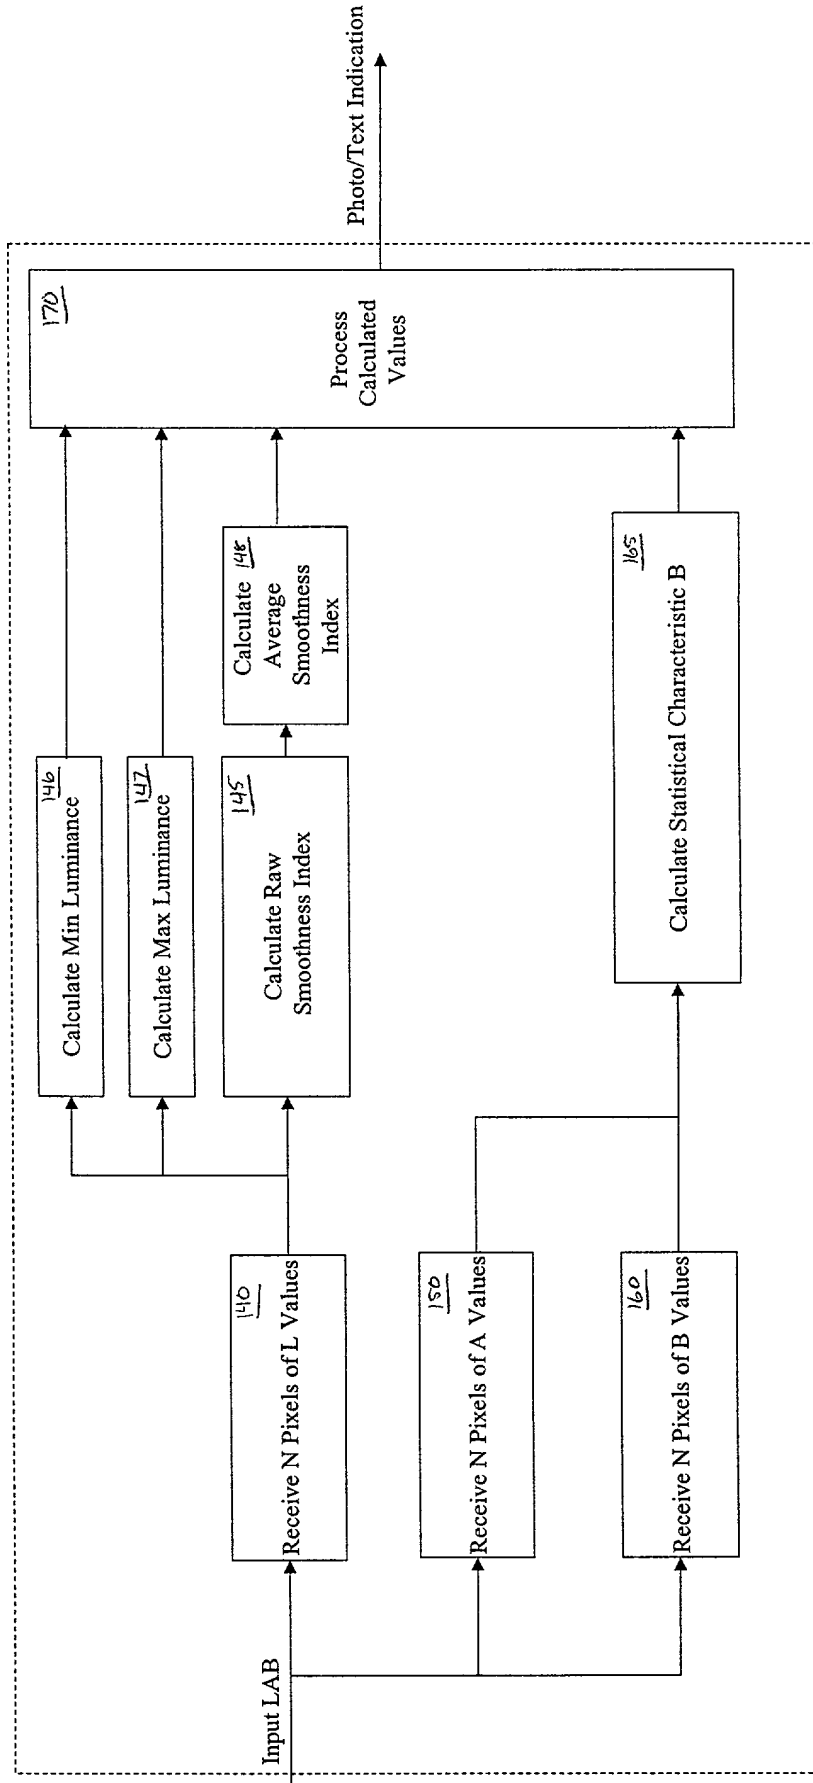 Input LAB
140
Receive N Pixels of L Values
150
Receive N Pixels of A Values
160
Receive N Pixels of B Values
146
Calculate Min Luminance
147
Calculate Max Luminance
145
Calculate Raw
Smoothness Index
148
Calculate
Average
Smoothness
Index
165
Calculate Statistical Characteristic B
170
Process
Calculated
Values
Photo/Text Indication